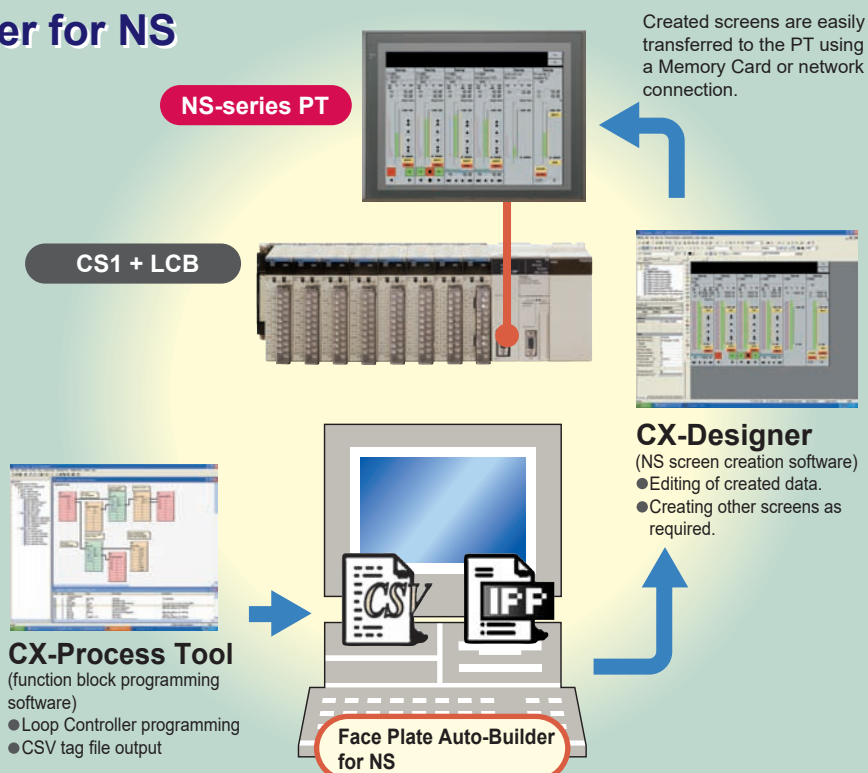 er for NS
Created screens are easily
transferred to the PT using
a Memory Card or network
connection.
NS-series PT
CS1 + LCB
CX-Designer
(NS screen creation software)
●Editing of created data.
●Creating other screens as
required.
CSV
IPP
CX-Process Tool
(function block programming
software)
●Loop Controller programming
●CSV tag file output
Face Plate Auto-Builder
for NS